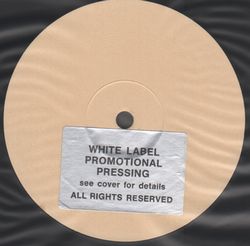 WHITE LABEL
PROMOTIONAL
PRESSING
see cover for details
ALL RIGHTS RESERVED